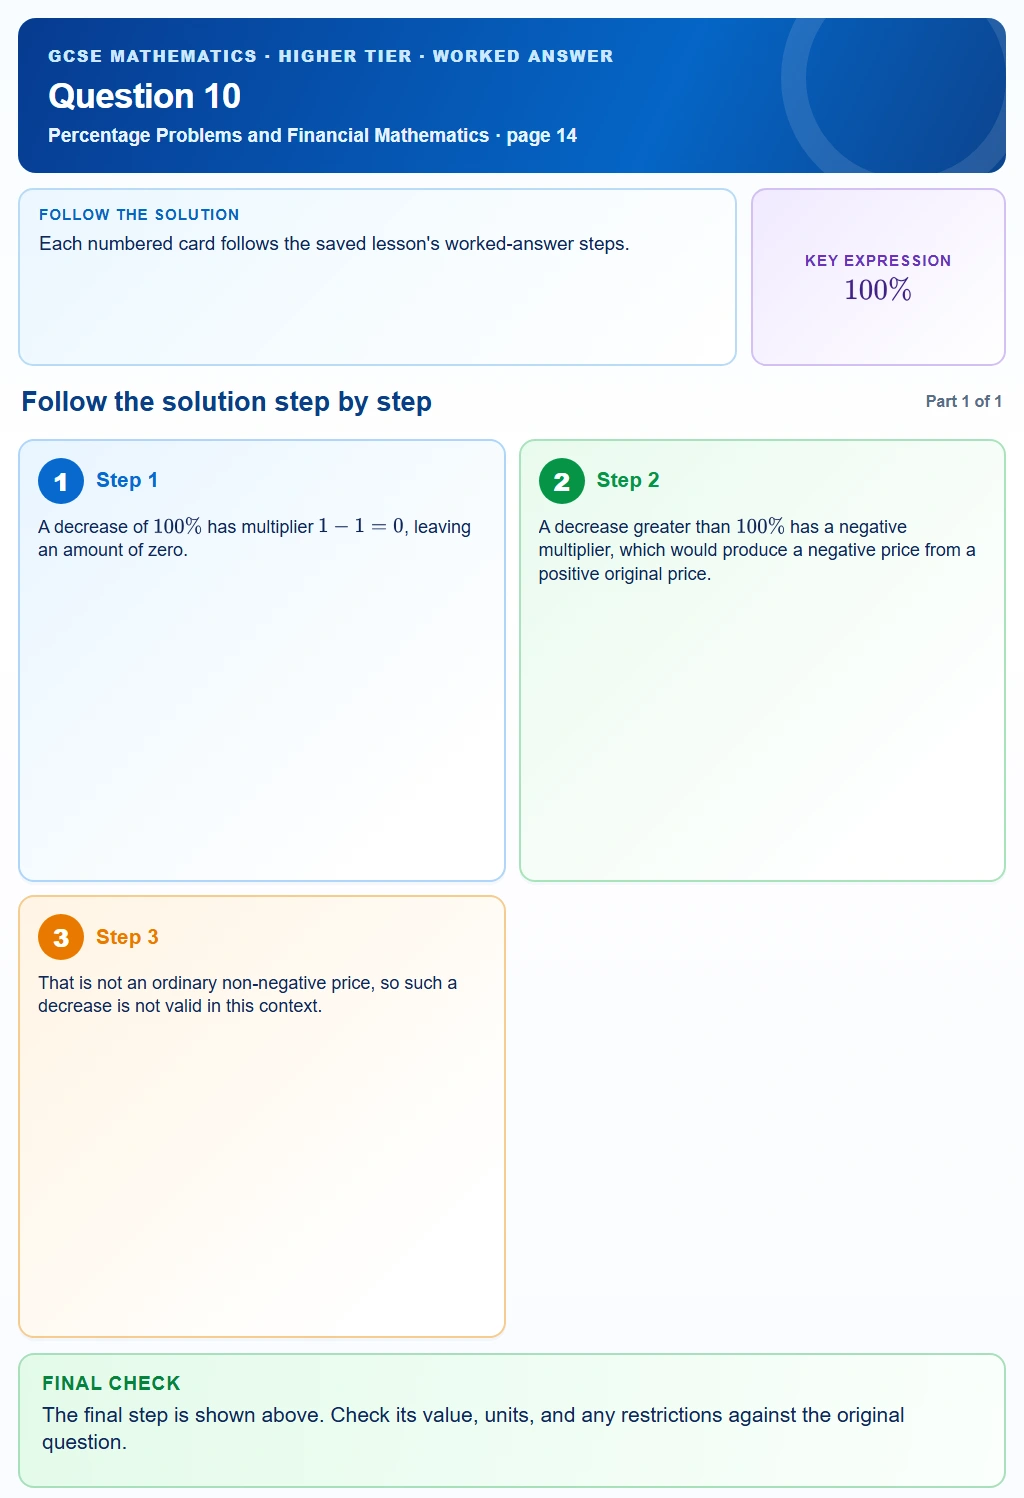 GCSE MATHEMATICS · HIGHER TIER · WORKED ANSWER
Question 10
Percentage Problems and Financial Mathematics · page 14
FOLLOW THE SOLUTION
Each numbered card follows the saved lesson's worked-answer steps.
KEY EXPRESSION
100%
Follow the solution step by step
Part 1 of 1
1 Step 1
A decrease of 100% has multiplier 1 − 1 = 0, leaving
an amount of zero.
2 Step 2
A decrease greater than 100% has a negative
multiplier, which would produce a negative price from a
positive original price.
3 Step 3
That is not an ordinary non-negative price, so such a
decrease is not valid in this context.
FINAL CHECK
The final step is shown above. Check its value, units, and any restrictions against the original
question.